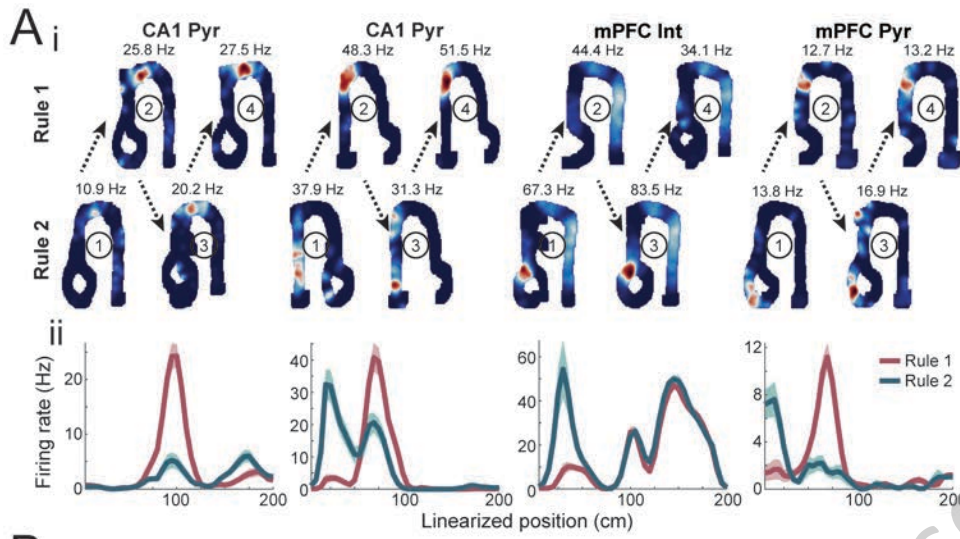 A i
CA1 Pyr CA1 Pyr mPFC Int mPFC Pyr
25.8 Hz 27.5 Hz 48.3 Hz 51.5 Hz 44.4 Hz 34.1 Hz 12.7 Hz 13.2 Hz
Rule 1
2 4 2 4 2 4 2 4
10.9 Hz 20.2 Hz 37.9 Hz 31.3 Hz 67.3 Hz 83.5 Hz 13.8 Hz 16.9 Hz
Rule 2
1 3 1 3 1 3 1 3
ii
Firing rate (Hz)
20
10
0
100 200
40
30
20
10
0
100 200
60
40
20
0
100 200
12
8
4
0
100 200
Rule 1
Rule 2
Linearized position (cm)